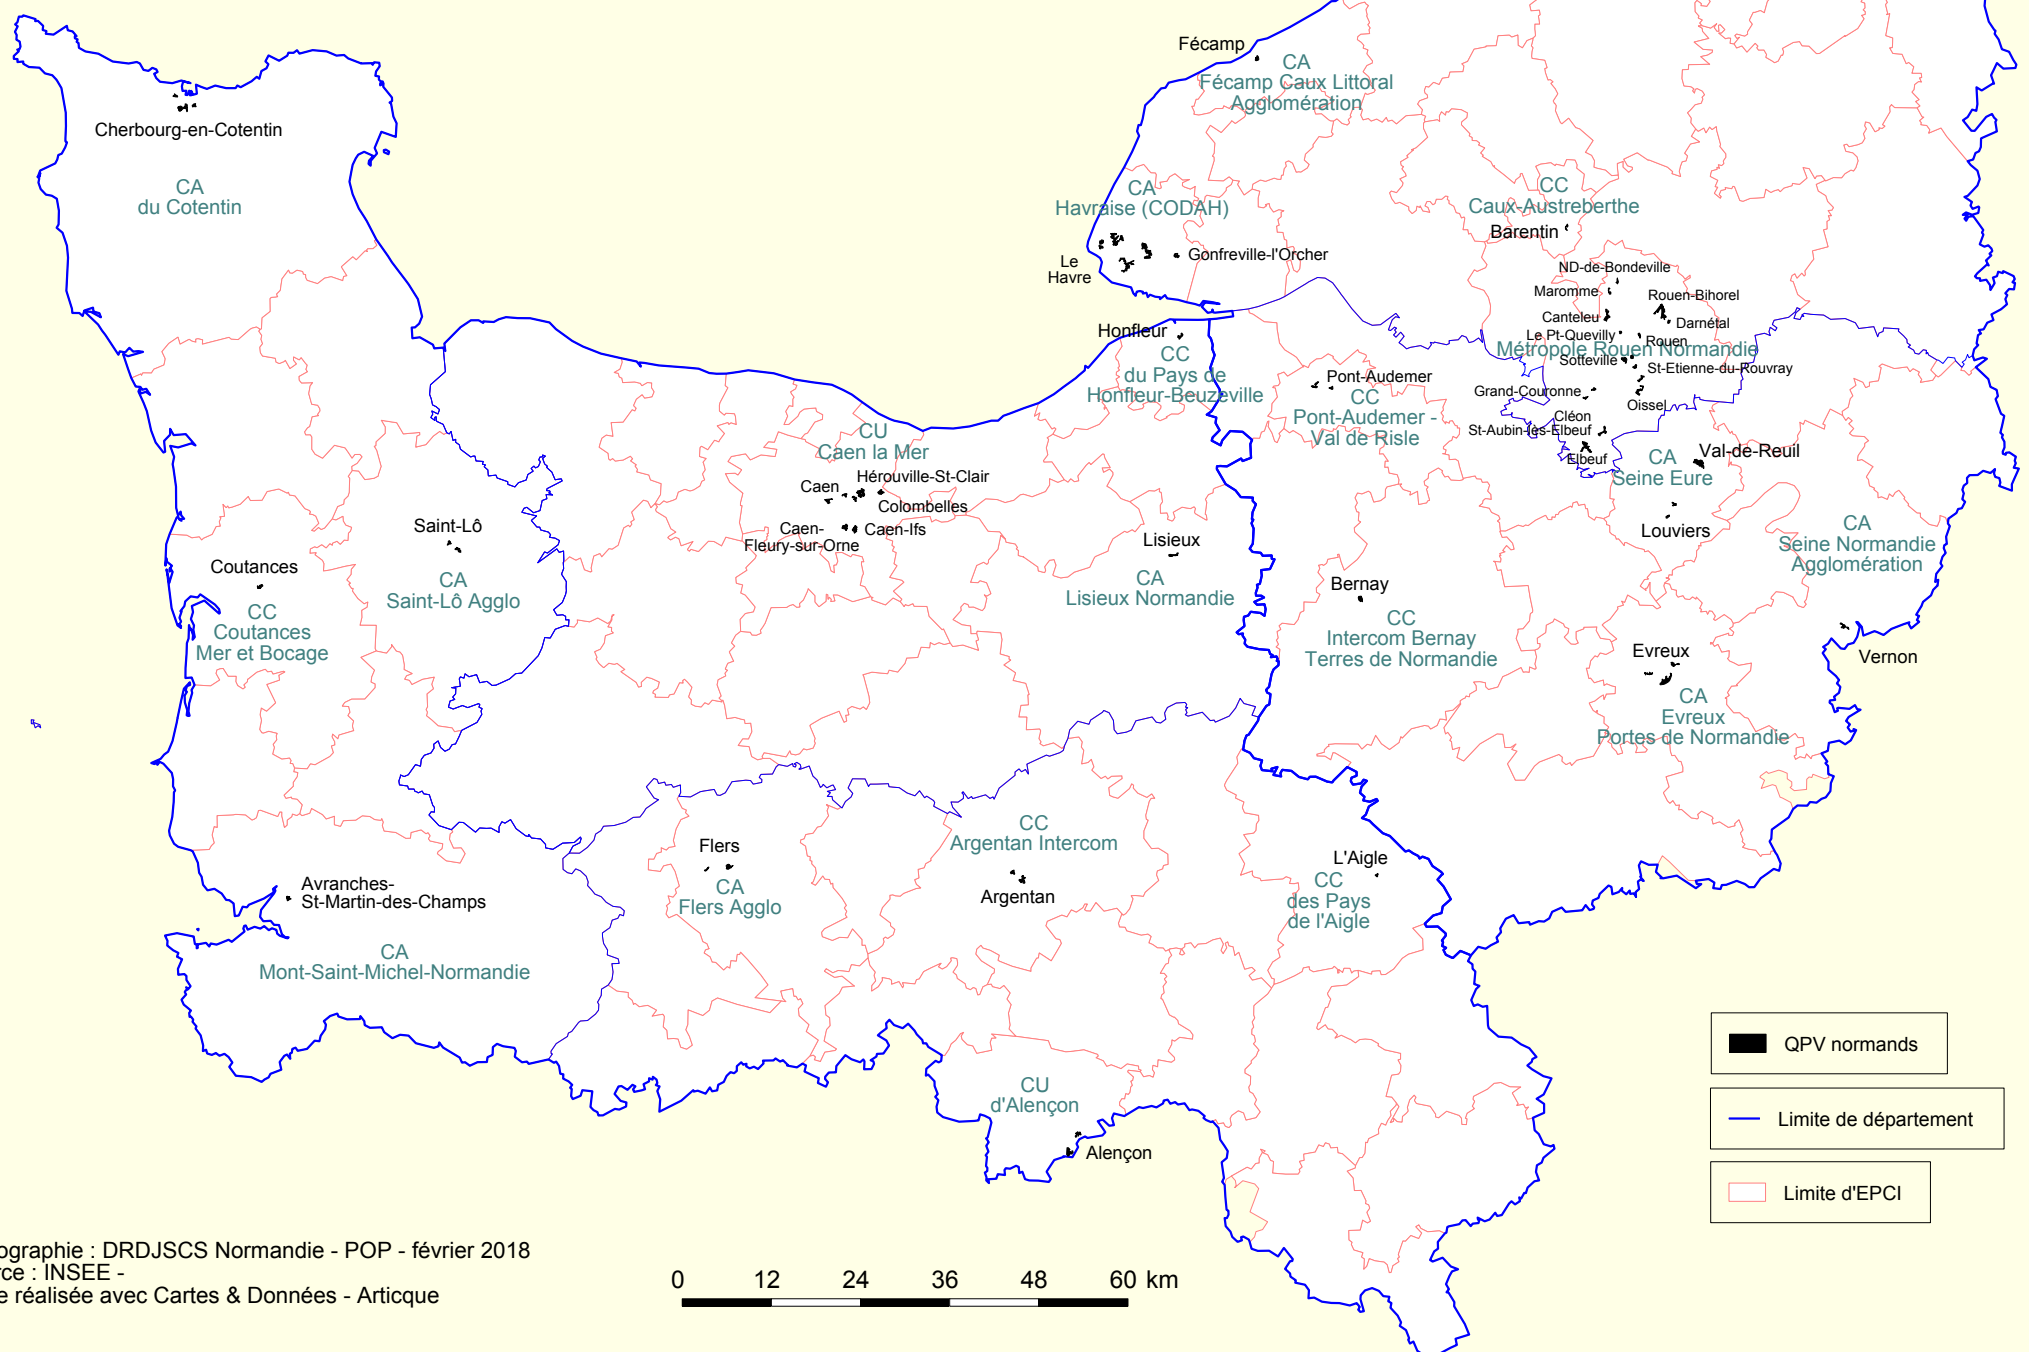 Fécamp
CA
Fécamp Caux Littoral
Agglomération
Cherbourg-en-Cotentin
CA
du Cotentin
CA
Havraise (CODAH)
Le
Havre
Gonfreville-l'Orcher
CC
Caux-Austreberthe
Barentin
ND-de-Bondeville
Maromme
Rouen-Bihorel
Canteleu
Darnétal
Le Pt-Quevilly
Rouen
Métropole Rouen Normandie
Sotteville
St-Etienne-du-Rouvray
Grand-Couronne
Oissel
Cléon
St-Aubin-lès-Elbeuf
Elbeuf
Honfleur
CC
du Pays de
Honfleur-Beuzeville
Pont-Audemer
CC
Pont-Audemer -
Val de Risle
CU
Caen la Mer
Hérouville-St-Clair
Caen
Colombelles
Caen-
Fleury-sur-Orne
Caen-Ifs
Val-de-Reuil
CA
Seine Eure
Louviers
CA
Seine Normandie
Agglomération
Saint-Lô
CA
Saint-Lô Agglo
Coutances
CC
Coutances
Mer et Bocage
Lisieux
CA
Lisieux Normandie
Bernay
CC
Intercom Bernay
Terres de Normandie
Evreux
CA
Evreux
Portes de Normandie
Vernon
Flers
CA
Flers Agglo
CC
Argentan Intercom
Argentan
L'Aigle
CC
des Pays
de l'Aigle
Avranches-
St-Martin-des-Champs
CA
Mont-Saint-Michel-Normandie
CU
d'Alençon
Alençon
QPV normands
Limite de département
Limite d'EPCI
ographie : DRDJSCS Normandie - POP - février 2018
rce : INSEE -
e réalisée avec Cartes & Données - Articque
0 12 24 36 48 60 km